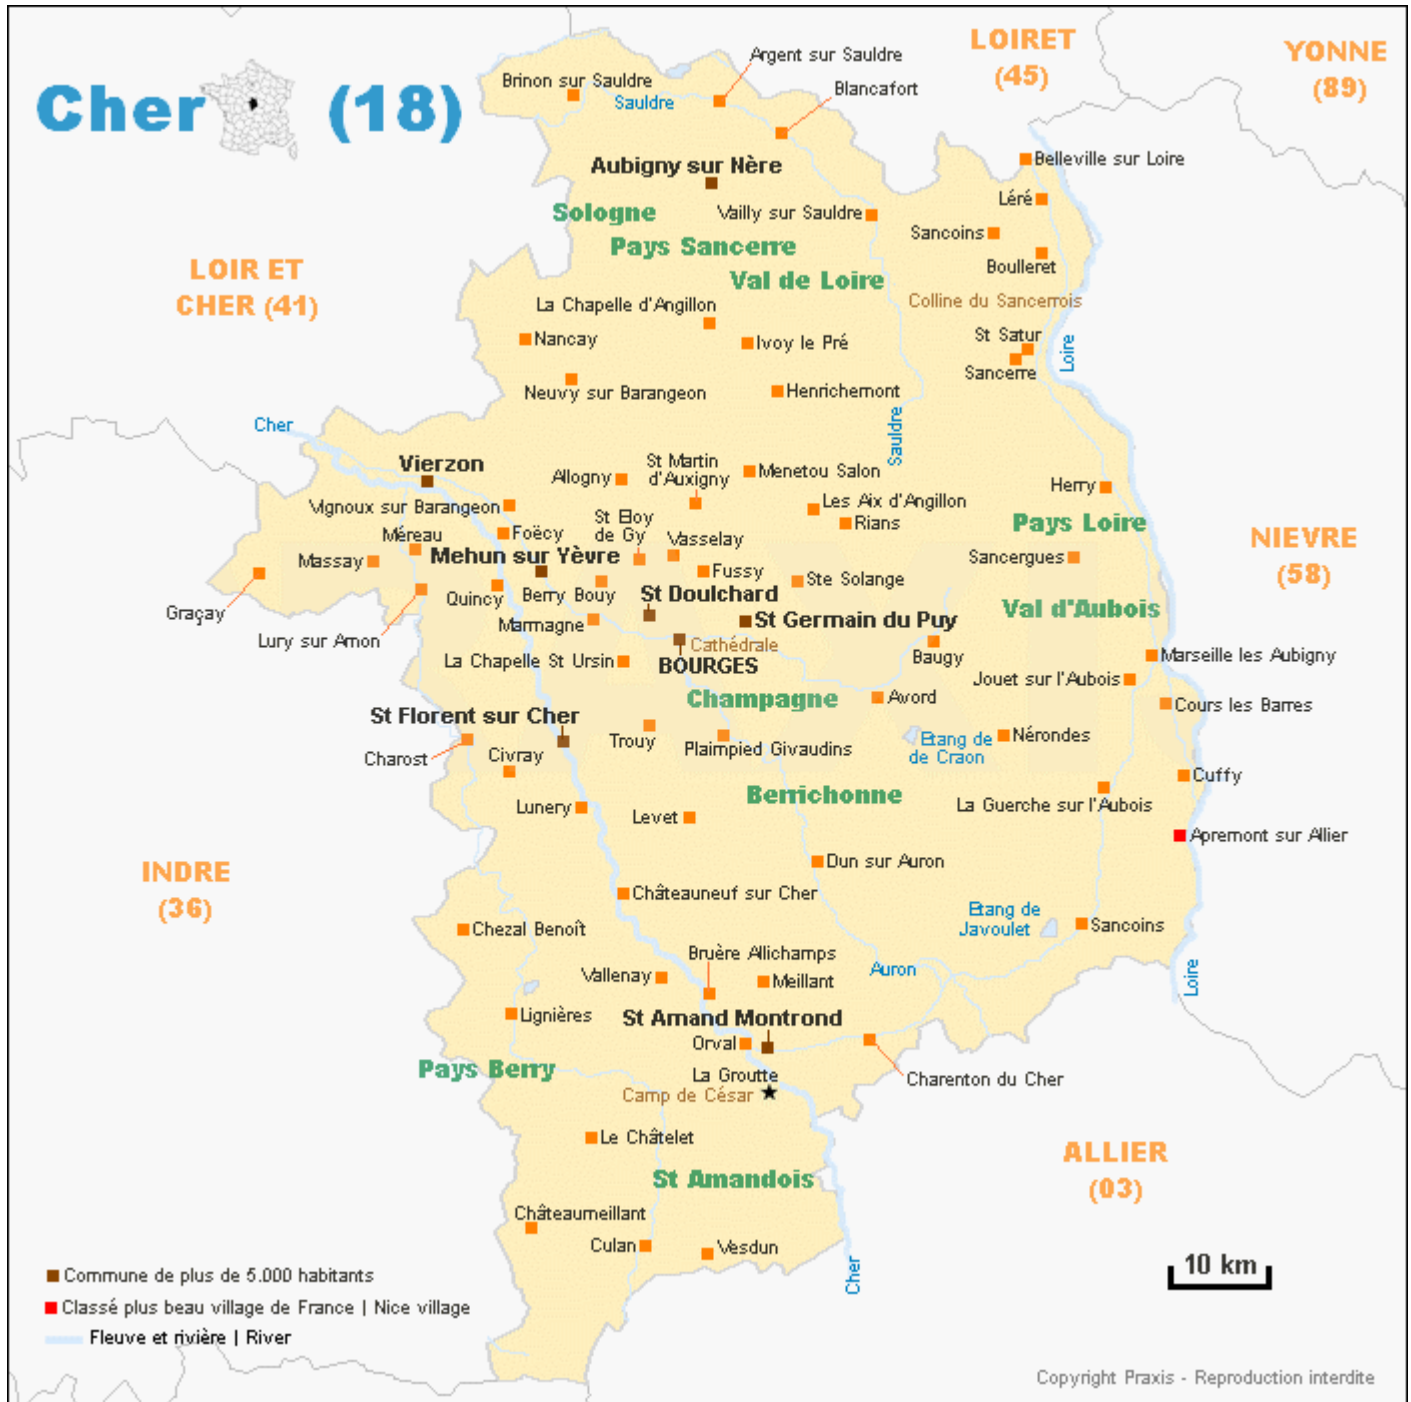 Cher (18)
LOIRET
(45)
YONNE
(89)
Argent sur Sauldre
Brinon sur Sauldre
Blancafort
Sauldre
Belleville sur Loire
Aubigny sur Nère
Léré
Sologne
Vailly sur Sauldre
Sancoins
Pays Sancerre
Boulleret
LOIR ET
CHER (41)
Val de Loire
Colline du Sancerrois
La Chapelle d'Angillon
St Satur
Nancay
Ivoy le Pré
Loire
Sancerre
Neuvy sur Barangeon
Henrichemont
Cher
Sauldre
Vierzon
St Martin
d'Auxigny
Allogny
Menetou Salon
Herry
Vignoux sur Barangeon
Les Aix d'Angillon
Rians
Pays Loire
St Eloy
de Gy
Foëcy
Méreau
Vasselay
NIEVRE
(58)
Massay
Mehun sur Yèvre
Sancergues
Fussy
Ste Solange
Graçay
Quincy
Berry Bouy
St Doulchard
Val d'Aubois
Lury sur Arnon
Marmagne
St Germain du Puy
Cathédrale
BOURGES
La Chapelle St Ursin
Baugy
Marseille les Aubigny
Jouet sur l'Aubois
Champagne
Avord
Cours les Barres
St Florent sur Cher
Trouy
Plaimpied Givaudins
Etang de
de Craon
Nérondes
Charost
Civray
Cuffy
Berrichonne
La Guerche sur l'Aubois
Lunery
Levet
Apremont sur Allier
INDRE
(36)
Dun sur Auron
Châteauneuf sur Cher
Etang de
Javoulet
Sancoins
Chezal Benoît
Bruère Allichamps
Vallenay
Meillant
Auron
Loire
Lignières
St Amand Montrond
Orval
Pays Berry
La Groutte
Charenton du Cher
Camp de César
Le Châtelet
ALLIER
(03)
St Amandois
Châteaumeillant
Culan
Vesdun
Cher
10 km
Commune de plus de 5.000 habitants
Classé plus beau village de France | Nice village
Fleuve et rivière | River
Copyright Praxis - Reproduction interdite